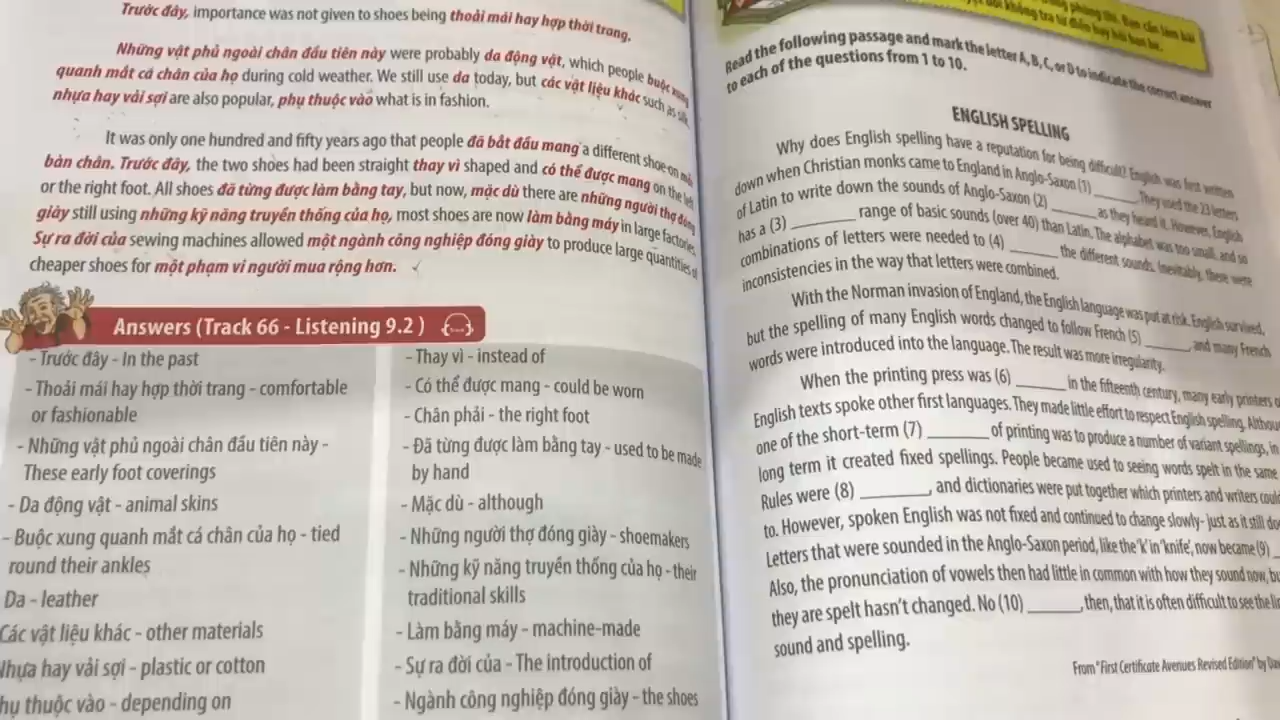 Trước đây, importance was not given to shoes being thoải mái hay hợp thời trang.
Những vật phủ ngoài chân đầu tiên này were probably da động vật, which people buộc xung
quanh mắt cá chân của họ during cold weather. We still use da today, but các vật liệu khác such as silk,
nhựa hay vải sợi are also popular, phụ thuộc vào what is in fashion.
It was only one hundred and fifty years ago that people đã bắt đầu mang a different shoe on mỗi
bàn chân. Trước đây, the two shoes had been straight thay vì shaped and có thể được mang on the left
or the right foot. All shoes đã từng được làm bằng tay, but now, mặc dù there are những người thợ đóng
giày still using những kỹ năng truyền thống của họ, most shoes are now làm bằng máy in large factories.
Sự ra đời của sewing machines allowed một ngành công nghiệp đóng giày to produce large quantities of
cheaper shoes for một phạm vi người mua rộng hơn.
Answers (Track 66 - Listening 9.2 )
- Trước đây - In the past
- Thoải mái hay hợp thời trang - comfortable
or fashionable
- Những vật phủ ngoài chân đầu tiên này -
These early foot coverings
- Da động vật - animal skins
- Buộc xung quanh mắt cá chân của họ - tied
round their ankles
Da - leather
Các vật liệu khác - other materials
Nhựa hay vải sợi - plastic or cotton
hụ thuộc vào - depending on
- Thay vì - instead of
- Có thể được mang - could be worn
- Chân phải - the right foot
- Đã từng được làm bằng tay - used to be made
by hand
- Mặc dù - although
- Những người thợ đóng giày - shoemakers
- Những kỹ năng truyền thống của họ - their
traditional skills
- Làm bằng máy - machine-made
- Sự ra đời của - The introduction of
- Ngành công nghiệp đóng giày - the shoes
phòng thi. Bạn cần làm bài
không tra từ điển hay hỏi bạn bè.
Read the following passage and mark the letter A, B, C, or D to indicate the correct answer
to each of the questions from 1 to 10.
ENGLISH SPELLING
Why does English spelling have a reputation for being difficult? English was first written
down when Christian monks came to England in Anglo-Saxon (1) _______. They used the 23 letters
of Latin to write down the sounds of Anglo-Saxon (2) _______ as they heard it. However, English
has a (3) _______ range of basic sounds (over 40) than Latin. The alphabet was too small, and so
combinations of letters were needed to (4) _______ the different sounds. Inevitably, there were
inconsistencies in the way that letters were combined.
With the Norman invasion of England, the English language was put at risk. English survived,
but the spelling of many English words changed to follow French (5) _______, and many French
words were introduced into the language. The result was more irregularity.
When the printing press was (6) _______ in the fifteenth century, many early printers o
English texts spoke other first languages. They made little effort to respect English spelling. Althou
one of the short-term (7) _______ of printing was to produce a number of variant spellings, in
long term it created fixed spellings. People became used to seeing words spelt in the same
Rules were (8) _______, and dictionaries were put together which printers and writers could
to. However, spoken English was not fixed and continued to change slowly- just as it still do
Letters that were sounded in the Anglo-Saxon period, like the 'k' in 'knife', now became (9) _
Also, the pronunciation of vowels then had little in common with how they sound now, bu
they are spelt hasn't changed. No (10) _______, then, that it is often difficult to see the lin
sound and spelling.
From "First Certificate Avenues Revised Edition" by Dav